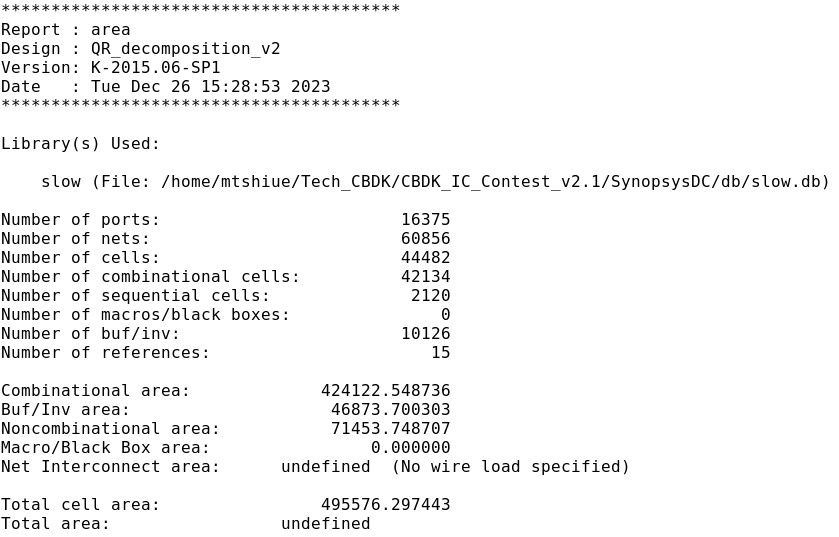 ****************************************
Report : area
Design : QR_decomposition_v2
Version: K-2015.06-SP1
Date   : Tue Dec 26 15:28:53 2023
****************************************

Library(s) Used:

    slow (File: /home/mtshiue/Tech_CBDK/CBDK_IC_Contest_v2.1/SynopsysDC/db/slow.db)

Number of ports:                        16375
Number of nets:                         60856
Number of cells:                        44482
Number of combinational cells:          42134
Number of sequential cells:              2120
Number of macros/black boxes:               0
Number of buf/inv:                      10126
Number of references:                      15

Combinational area:             424122.548736
Buf/Inv area:                    46873.700303
Noncombinational area:           71453.748707
Macro/Black Box area:                0.000000
Net Interconnect area:      undefined  (No wire load specified)

Total cell area:                495576.297443
Total area:                 undefined